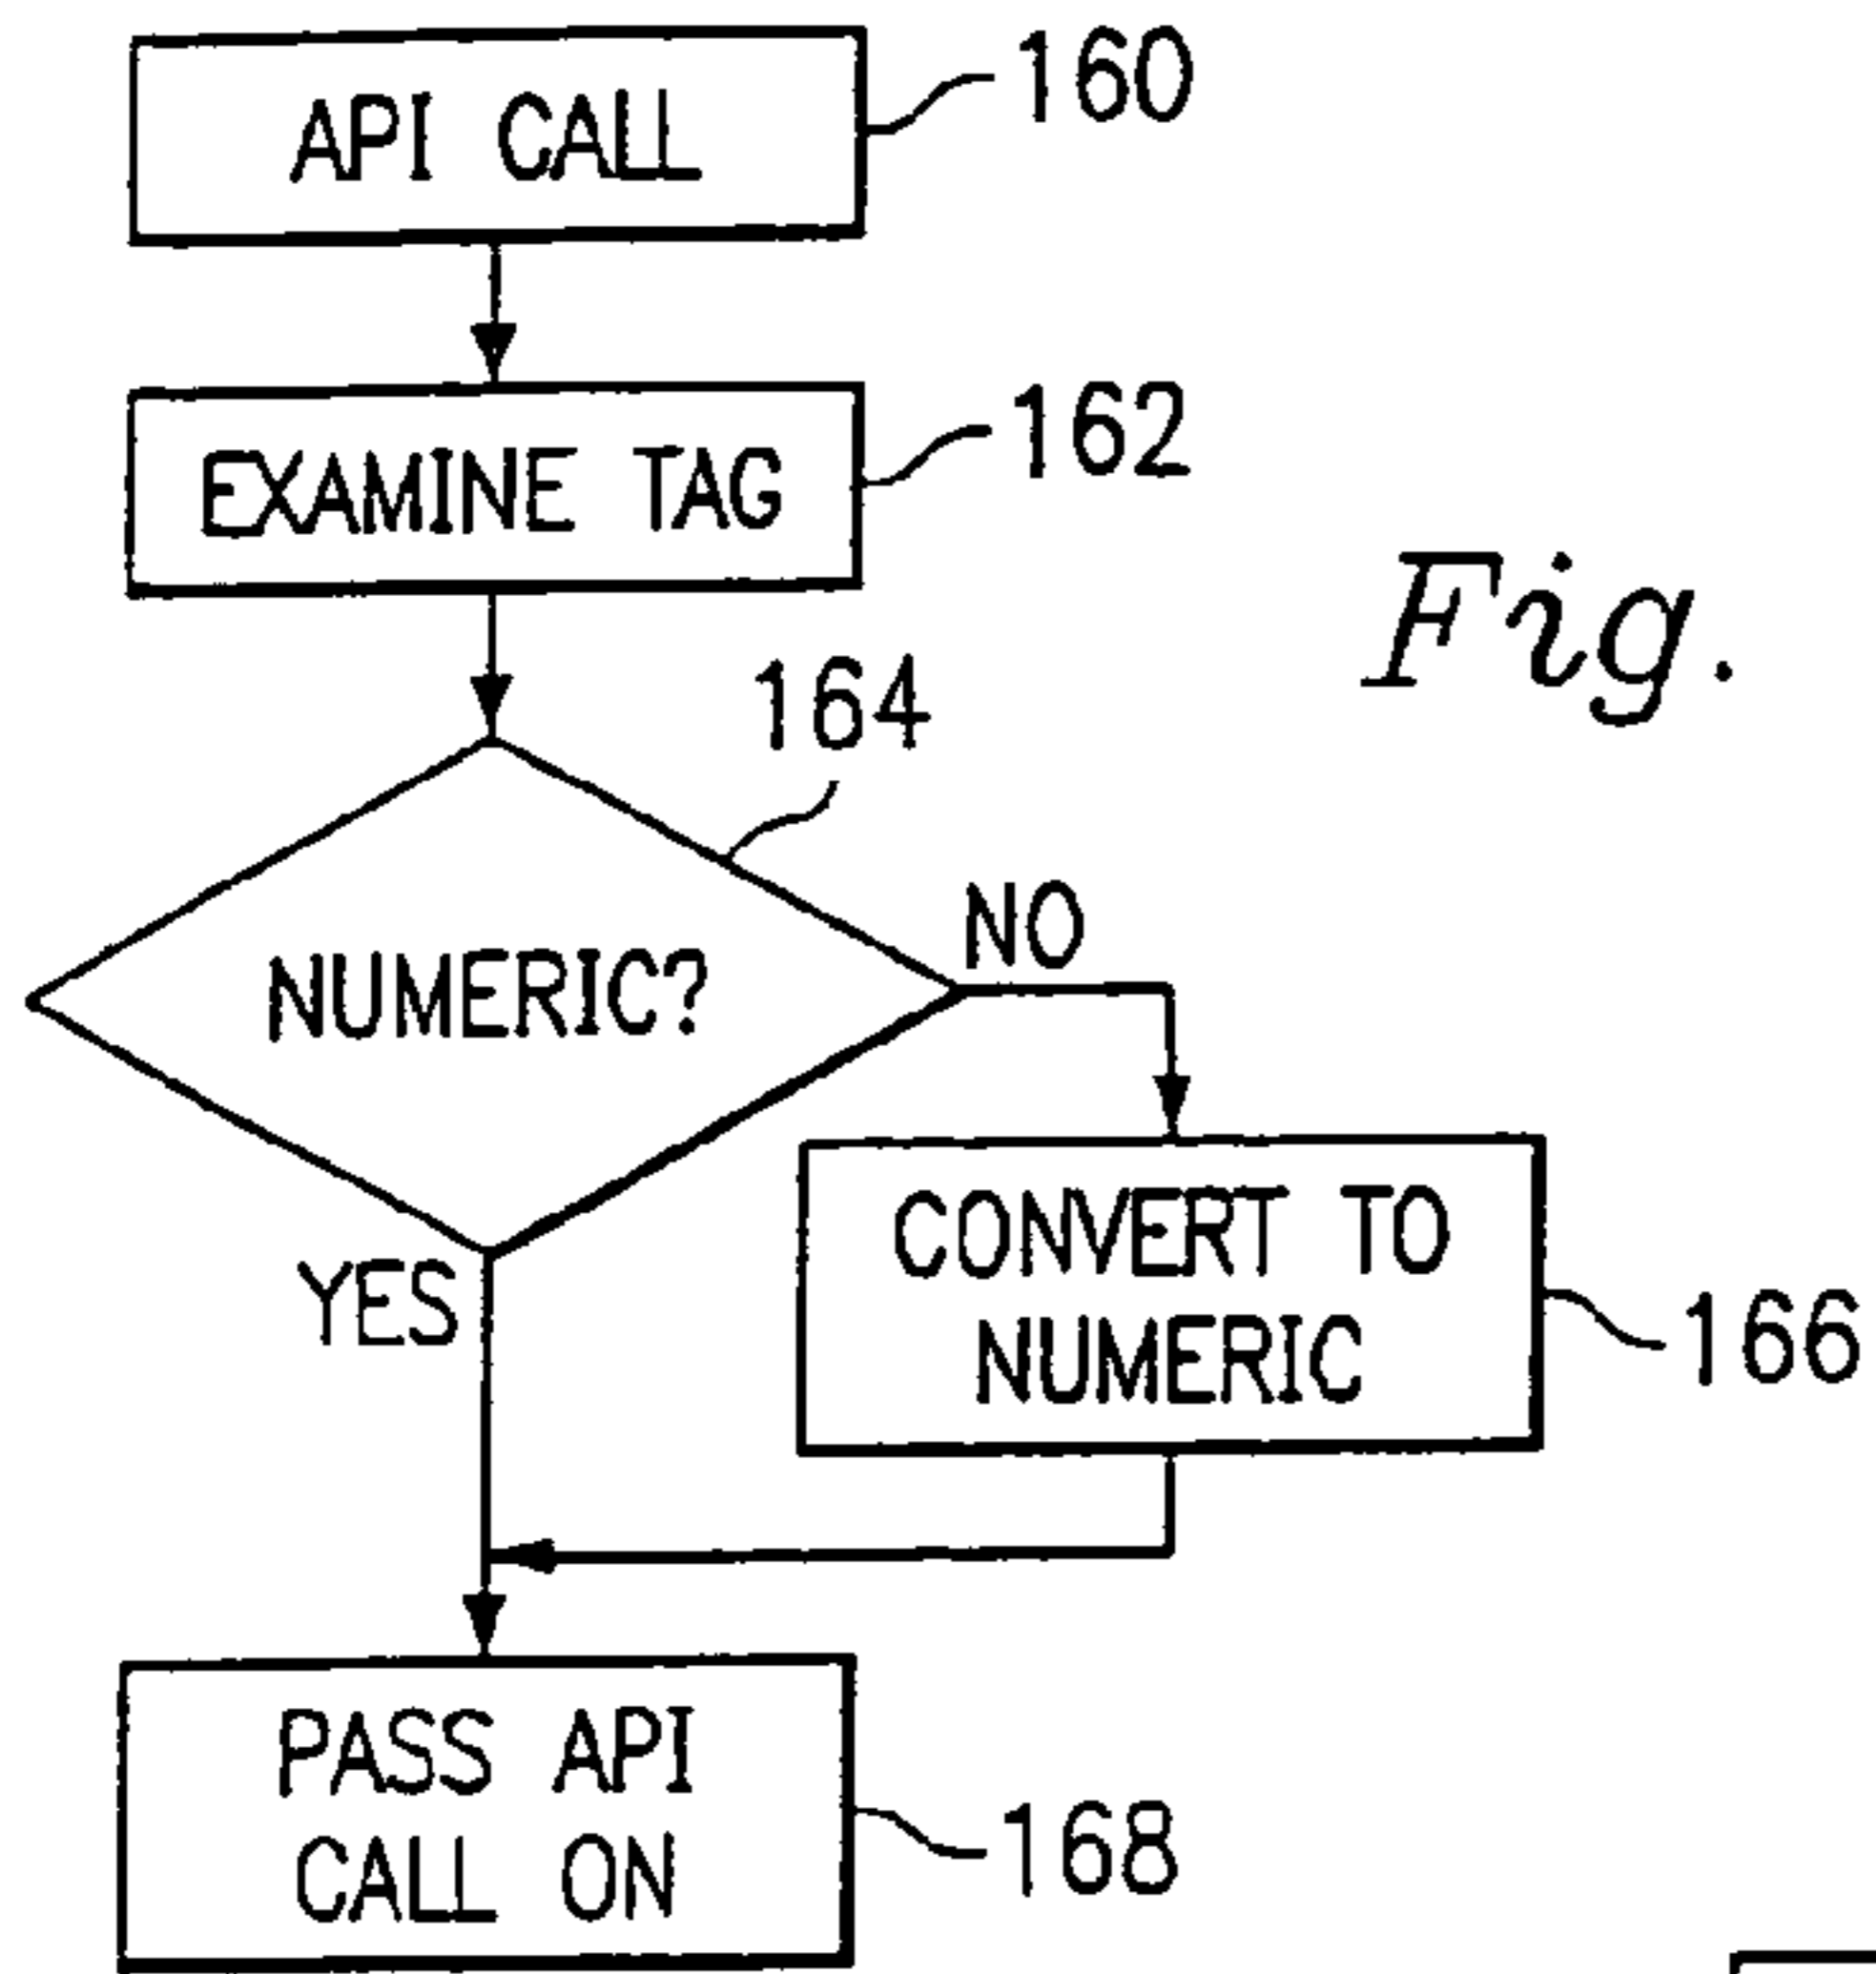 API CALL
160
EXAMINE TAG
162
Fig.
164
NUMERIC?
NO
YES
CONVERT TO
NUMERIC
166
PASS API
CALL ON
168